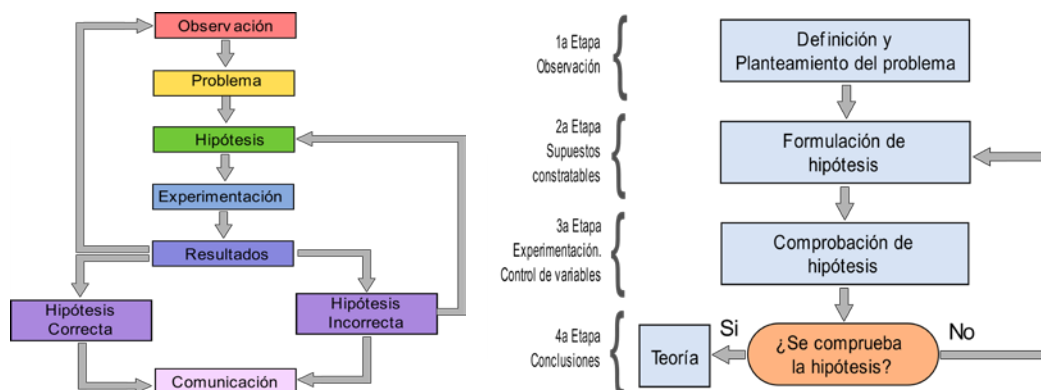 Observación
Problema
Hipótesis
Experimentación
Resultados
Hipótesis
Correcta
Hipótesis
Incorrecta
Comunicación
1a Etapa
Observación
Definición y
Planteamiento del problema
2a Etapa
Supuestos
constratables
Formulación de
hipótesis
3a Etapa
Experimentación.
Control de variables
Comprobación de
hipótesis
4a Etapa
Conclusiones
Teoría
Si
¿Se comprueba
la hipótesis?
No